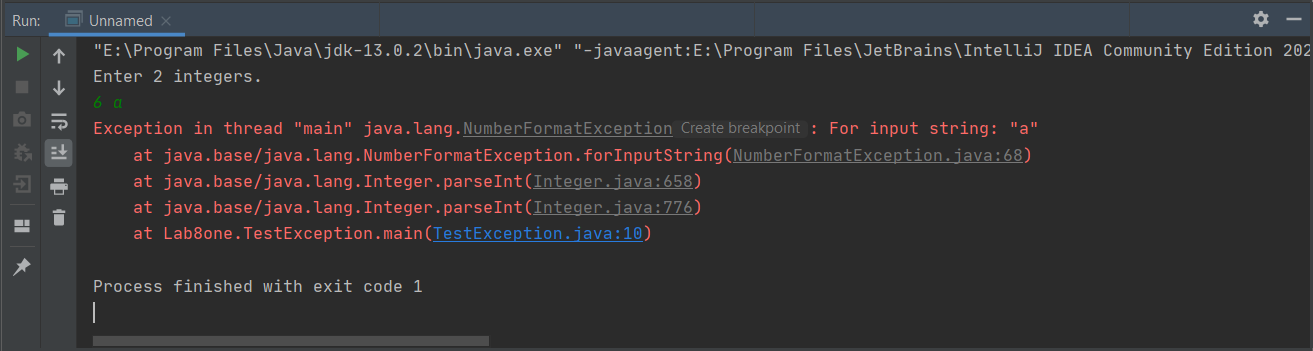 Run: Unnamed
"E:\Program Files\Java\jdk-13.0.2\bin\java.exe" "-javaagent:E:\Program Files\JetBrains\IntelliJ IDEA Community Edition 202
Enter 2 integers.
6 a
Exception in thread "main" java.lang.NumberFormatException Create breakpoint : For input string: "a"
at java.base/java.lang.NumberFormatException.forInputString(NumberFormatException.java:68)
at java.base/java.lang.Integer.parseInt(Integer.java:658)
at java.base/java.lang.Integer.parseInt(Integer.java:776)
at Lab8one.TestException.main(TestException.java:10)
Process finished with exit code 1